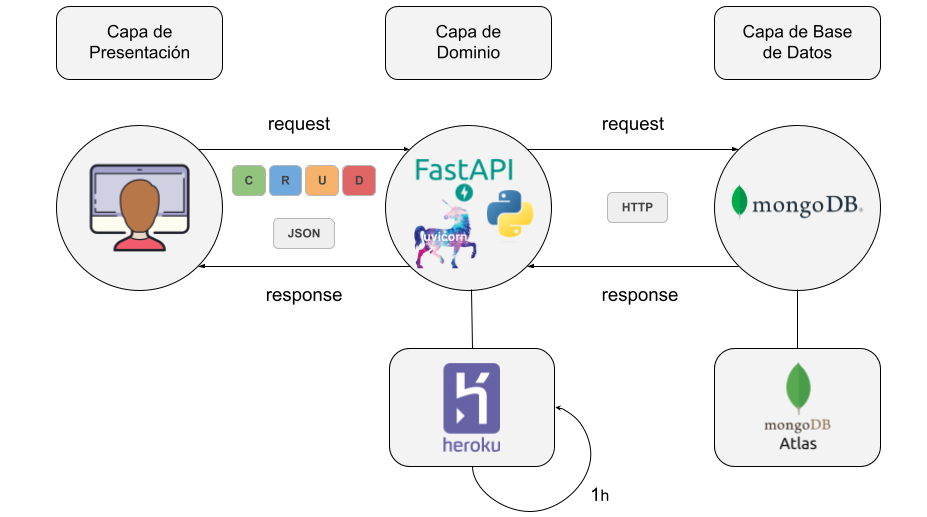 Capa de
Presentación
Capa de
Dominio
Capa de Base
de Datos
request
request
FastAPI
C R U D
HTTP
mongoDB®
JSON
uvicorn
response
response
heroku
mongoDB
Atlas
1h